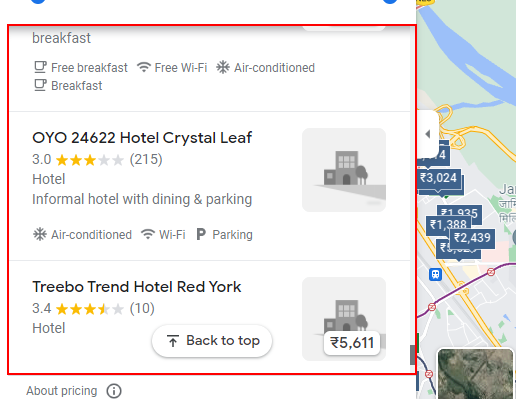 breakfast
Free breakfast Free Wi-Fi Air-conditioned
Breakfast
OYO 24622 Hotel Crystal Leaf
3.0 (215)
Hotel
Informal hotel with dining & parking
Air-conditioned Wi-Fi P Parking
Treebo Trend Hotel Red York
3.4 (10)
Hotel
Back to top
₹5,611
About pricing
₹3,024
₹1,935
₹1,388
₹2,439